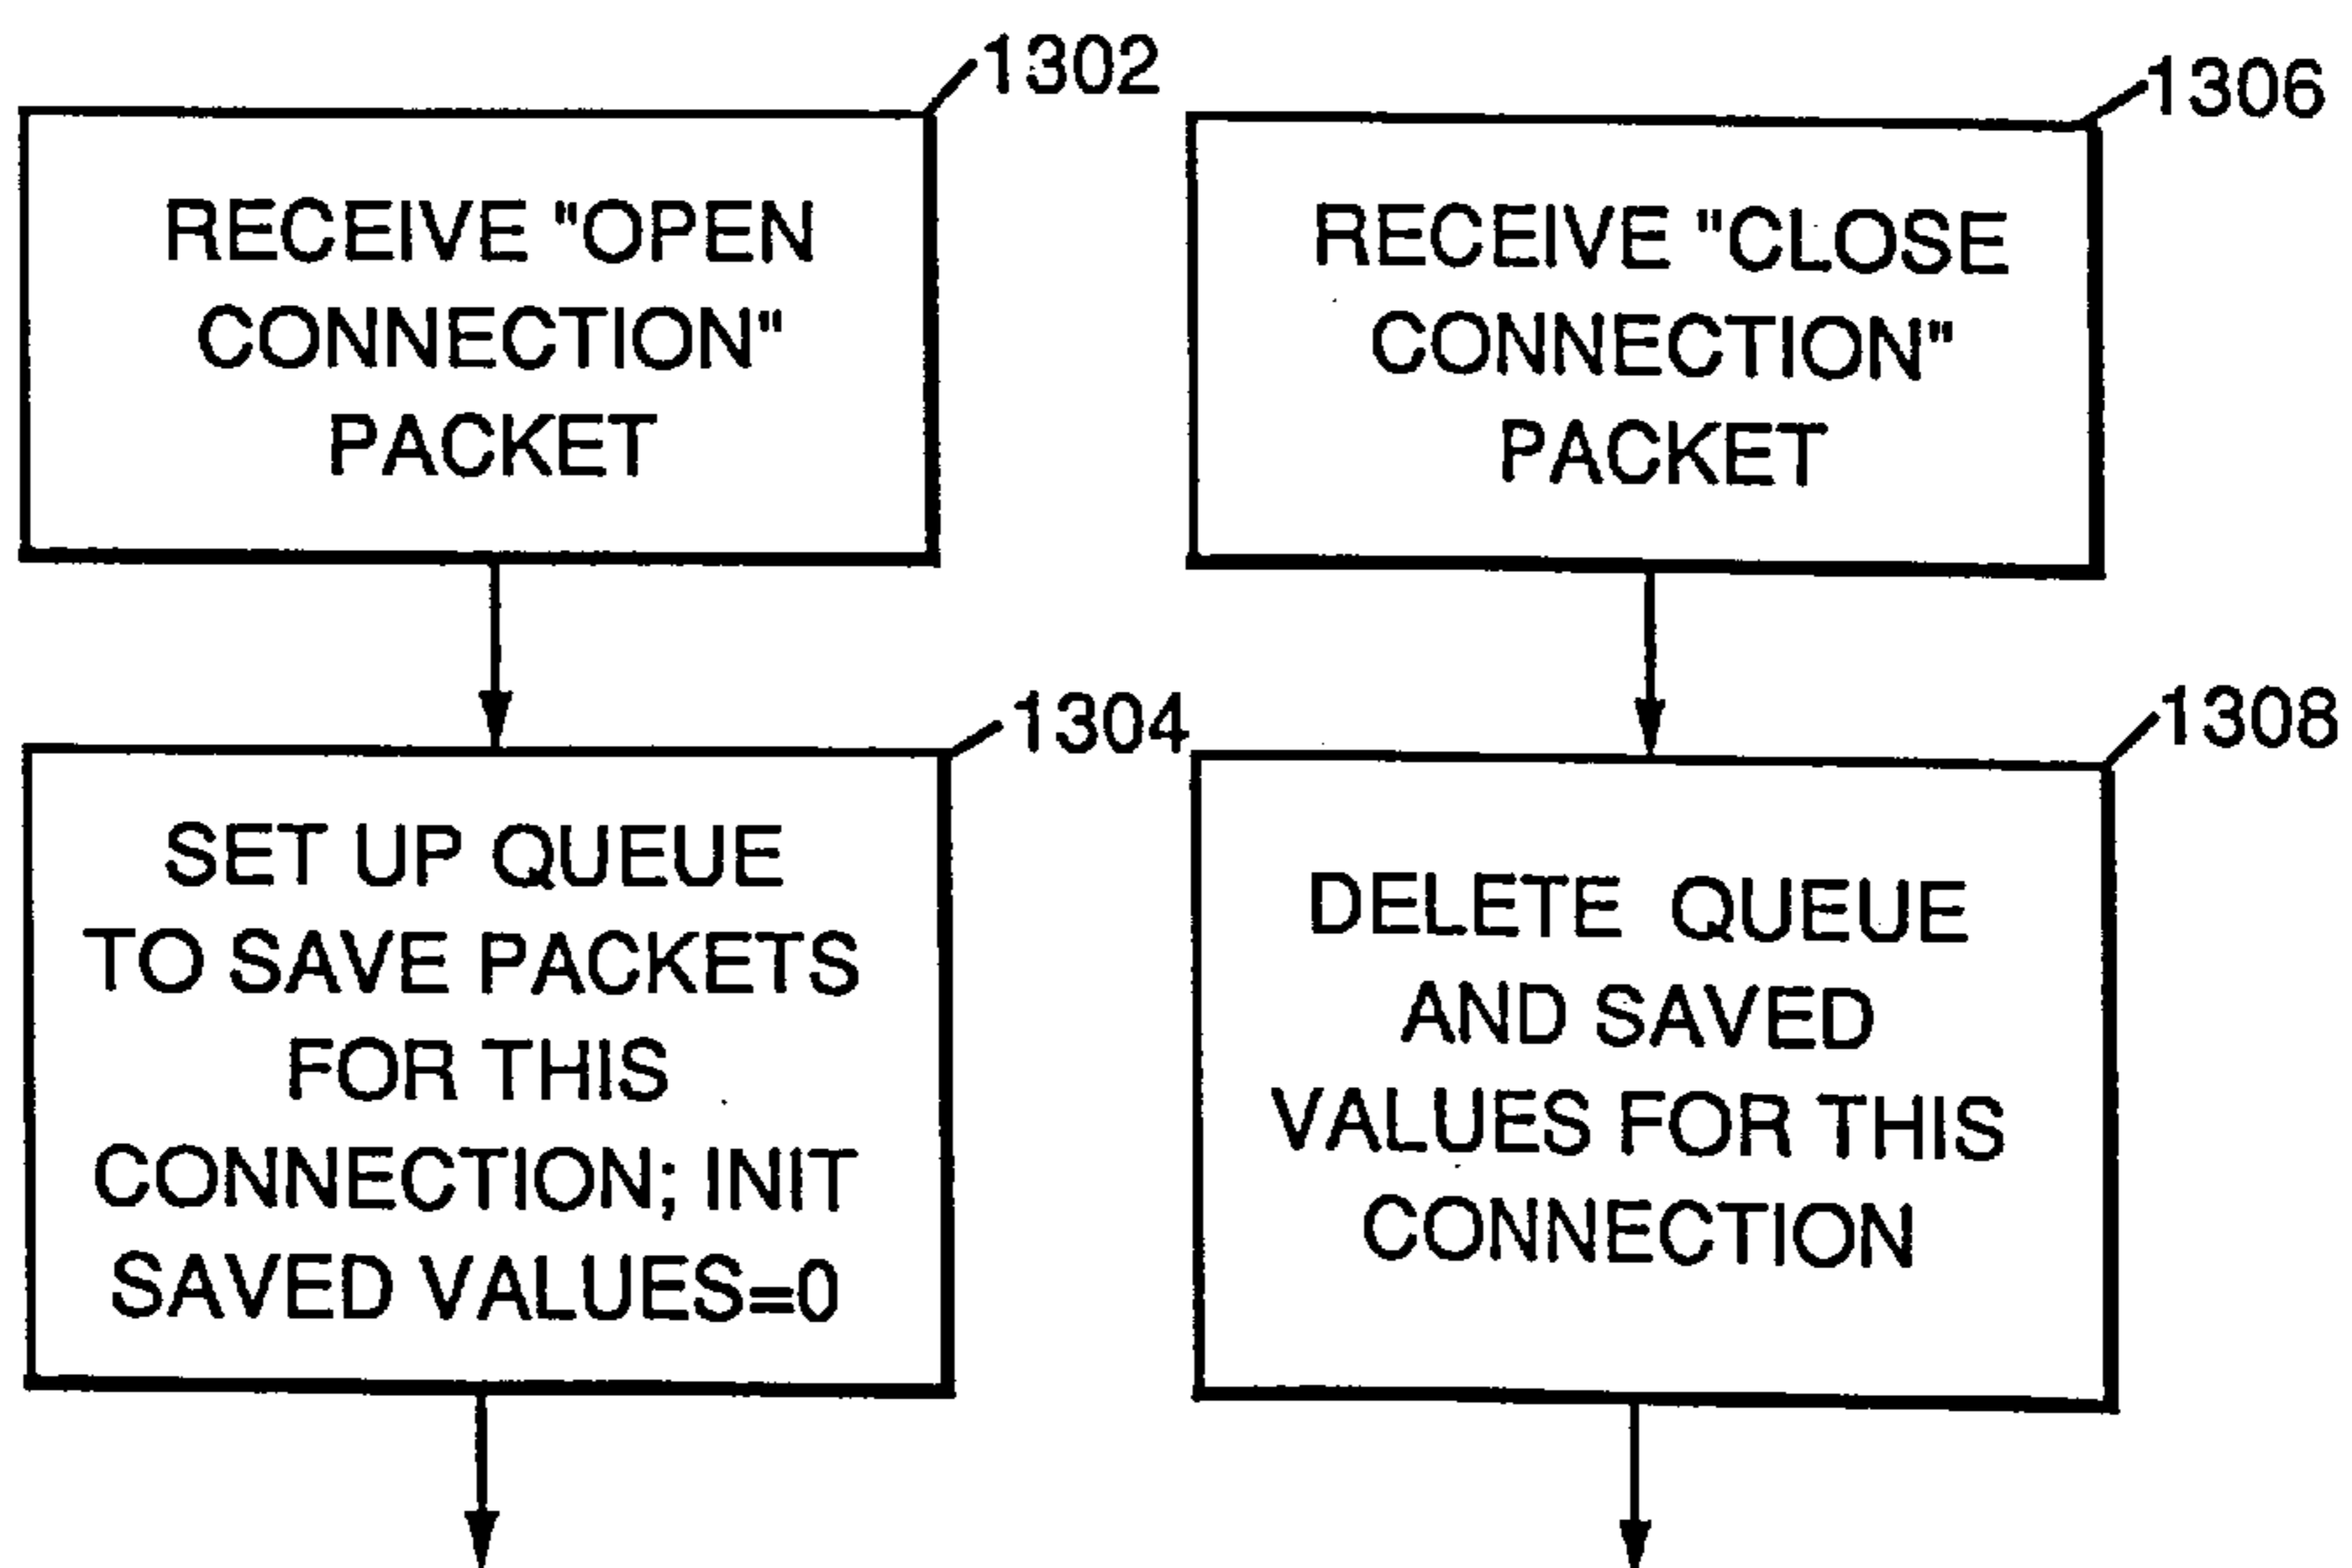 1302
RECEIVE "OPEN
CONNECTION"
PACKET
1304
SET UP QUEUE
TO SAVE PACKETS
FOR THIS
CONNECTION; INIT
SAVED VALUES=0
1306
RECEIVE "CLOSE
CONNECTION"
PACKET
1308
DELETE QUEUE
AND SAVED
VALUES FOR THIS
CONNECTION